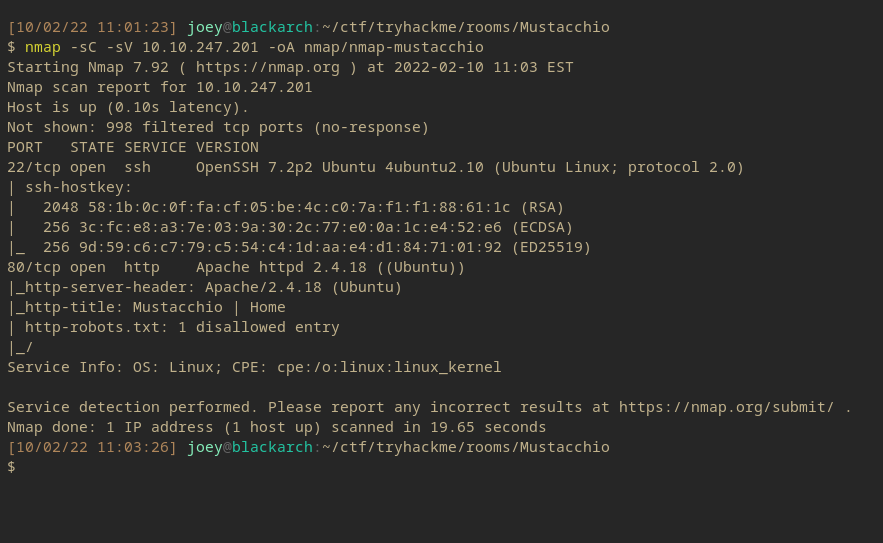 [10/02/22 11:01:23] joey@blackarch:~/ctf/tryhackme/rooms/Mustacchio
$ nmap -sC -sV 10.10.247.201 -oA nmap/nmap-mustacchio
Starting Nmap 7.92 ( https://nmap.org ) at 2022-02-10 11:03 EST
Nmap scan report for 10.10.247.201
Host is up (0.10s latency).
Not shown: 998 filtered tcp ports (no-response)
PORT   STATE SERVICE VERSION
22/tcp open  ssh     OpenSSH 7.2p2 Ubuntu 4ubuntu2.10 (Ubuntu Linux; protocol 2.0)
| ssh-hostkey:
|   2048 58:1b:0c:0f:fa:cf:05:be:4c:c0:7a:f1:f1:88:61:1c (RSA)
|   256 3c:fc:e8:a3:7e:03:9a:30:2c:77:e0:0a:1c:e4:52:e6 (ECDSA)
|_  256 9d:59:c6:c7:79:c5:54:c4:1d:aa:e4:d1:84:71:01:92 (ED25519)
80/tcp open  http    Apache httpd 2.4.18 ((Ubuntu))
|_http-server-header: Apache/2.4.18 (Ubuntu)
|_http-title: Mustacchio | Home
| http-robots.txt: 1 disallowed entry
|_/
Service Info: OS: Linux; CPE: cpe:/o:linux:linux_kernel
Service detection performed. Please report any incorrect results at https://nmap.org/submit/ .
Nmap done: 1 IP address (1 host up) scanned in 19.65 seconds
[10/02/22 11:03:26] joey@blackarch:~/ctf/tryhackme/rooms/Mustacchio
$